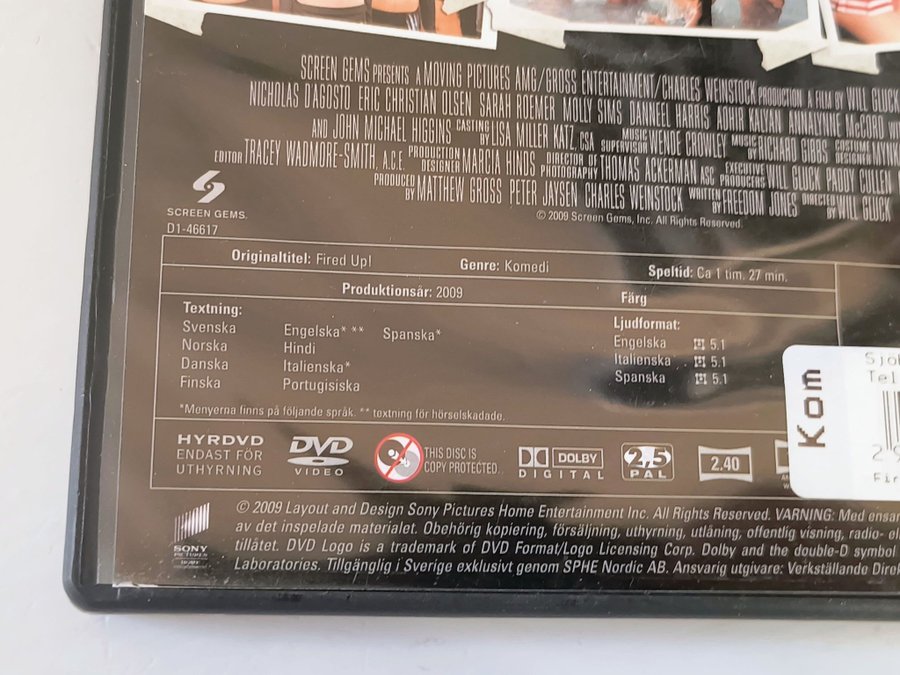 SCREEN GEMS PRESENTS A MOVING PICTURES AMG/GROSS ENTERTAINMENT/CHARLES WEINSTOCK PRODUCTION A FILM BY WILL GLUCK
NICHOLAS D'AGOSTO ERIC CHRISTIAN OLSEN SARAH ROEMER MOLLY SIMS DANNEEL HARRIS ADHIR KALYAN ANNALYNNE McCORD
AND JOHN MICHAEL HIGGINS CASTING BY LISA MILLER KATZ, CSA MUSIC SUPERVISOR WENDE CROWLEY MUSIC BY RICHARD GIBBS COSTUME DESIGNER
EDITOR TRACEY WADMORE-SMITH, A.C.E. PRODUCTION DESIGNER MARCIA HINDS DIRECTOR OF PHOTOGRAPHY THOMAS ACKERMAN ASC EXECUTIVE PRODUCERS WILL GLUCK PADDY CULLEN
PRODUCED BY MATTHEW GROSS PETER JAYSEN CHARLES WEINSTOCK WRITTEN BY FREEDOM JONES DIRECTED BY WILL GLUCK
© 2009 Screen Gems, Inc. All Rights Reserved.
SCREEN GEMS.
D1-46617
Originaltitel: Fired Up! Genre: Komedi Speltid: Ca 1 tim. 27 min.
Produktionsår: 2009 Färg
Textning:
Svenska Engelska* ** Spanska*
Norska Hindi
Danska Italienska*
Finska Portugisiska
*Menyerna finns på följande språk. ** textning för hörselskadade.
Ljudformat:
Engelska 5.1
Italienska 5.1
Spanska 5.1
HYRDVD
ENDAST FÖR
UTHYRNING
DVD
VIDEO
THIS DISC IS
COPY PROTECTED.
DOLBY
DIGITAL
2,5
PAL
2.40
Kom
Tel
Fir
SONY
PICTURES
HOME
© 2009 Layout and Design Sony Pictures Home Entertainment Inc. All Rights Reserved. VARNING: Med ensar
av det inspelade materialet. Obehörig kopiering, försäljning, uthyrning, utlåning, offentlig visning, radio-
tillåtet. DVD Logo is a trademark of DVD Format/Logo Licensing Corp. Dolby and the double-D symbol
Laboratories. Tillgänglig i Sverige exklusivt genom SPHE Nordic AB. Ansvarig utgivare: Verkställande Direk